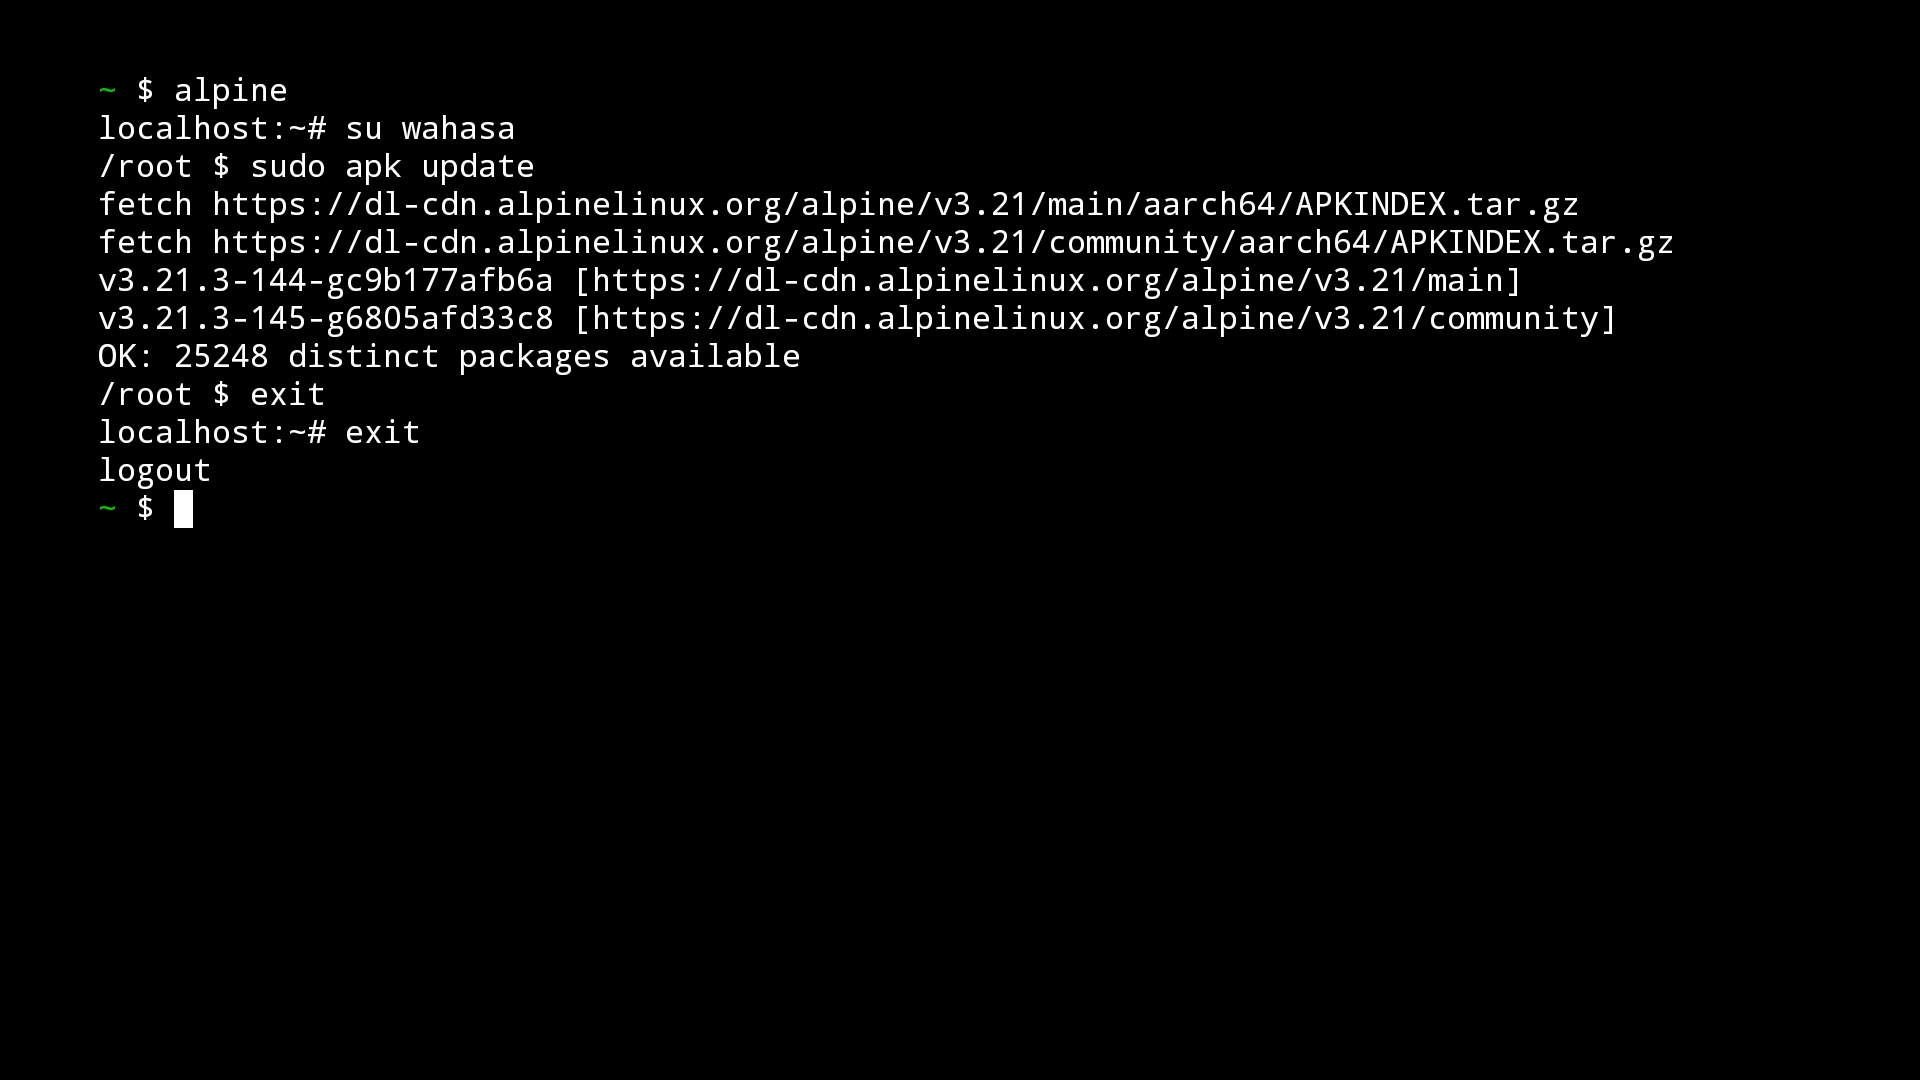 ~ $ alpine
localhost:~# su wahasa
/root $ sudo apk update
fetch https://dl-cdn.alpinelinux.org/alpine/v3.21/main/aarch64/APKINDEX.tar.gz
fetch https://dl-cdn.alpinelinux.org/alpine/v3.21/community/aarch64/APKINDEX.tar.gz
v3.21.3-144-gc9b177afb6a [https://dl-cdn.alpinelinux.org/alpine/v3.21/main]
v3.21.3-145-g6805afd33c8 [https://dl-cdn.alpinelinux.org/alpine/v3.21/community]
OK: 25248 distinct packages available
/root $ exit
localhost:~# exit
logout
~ $